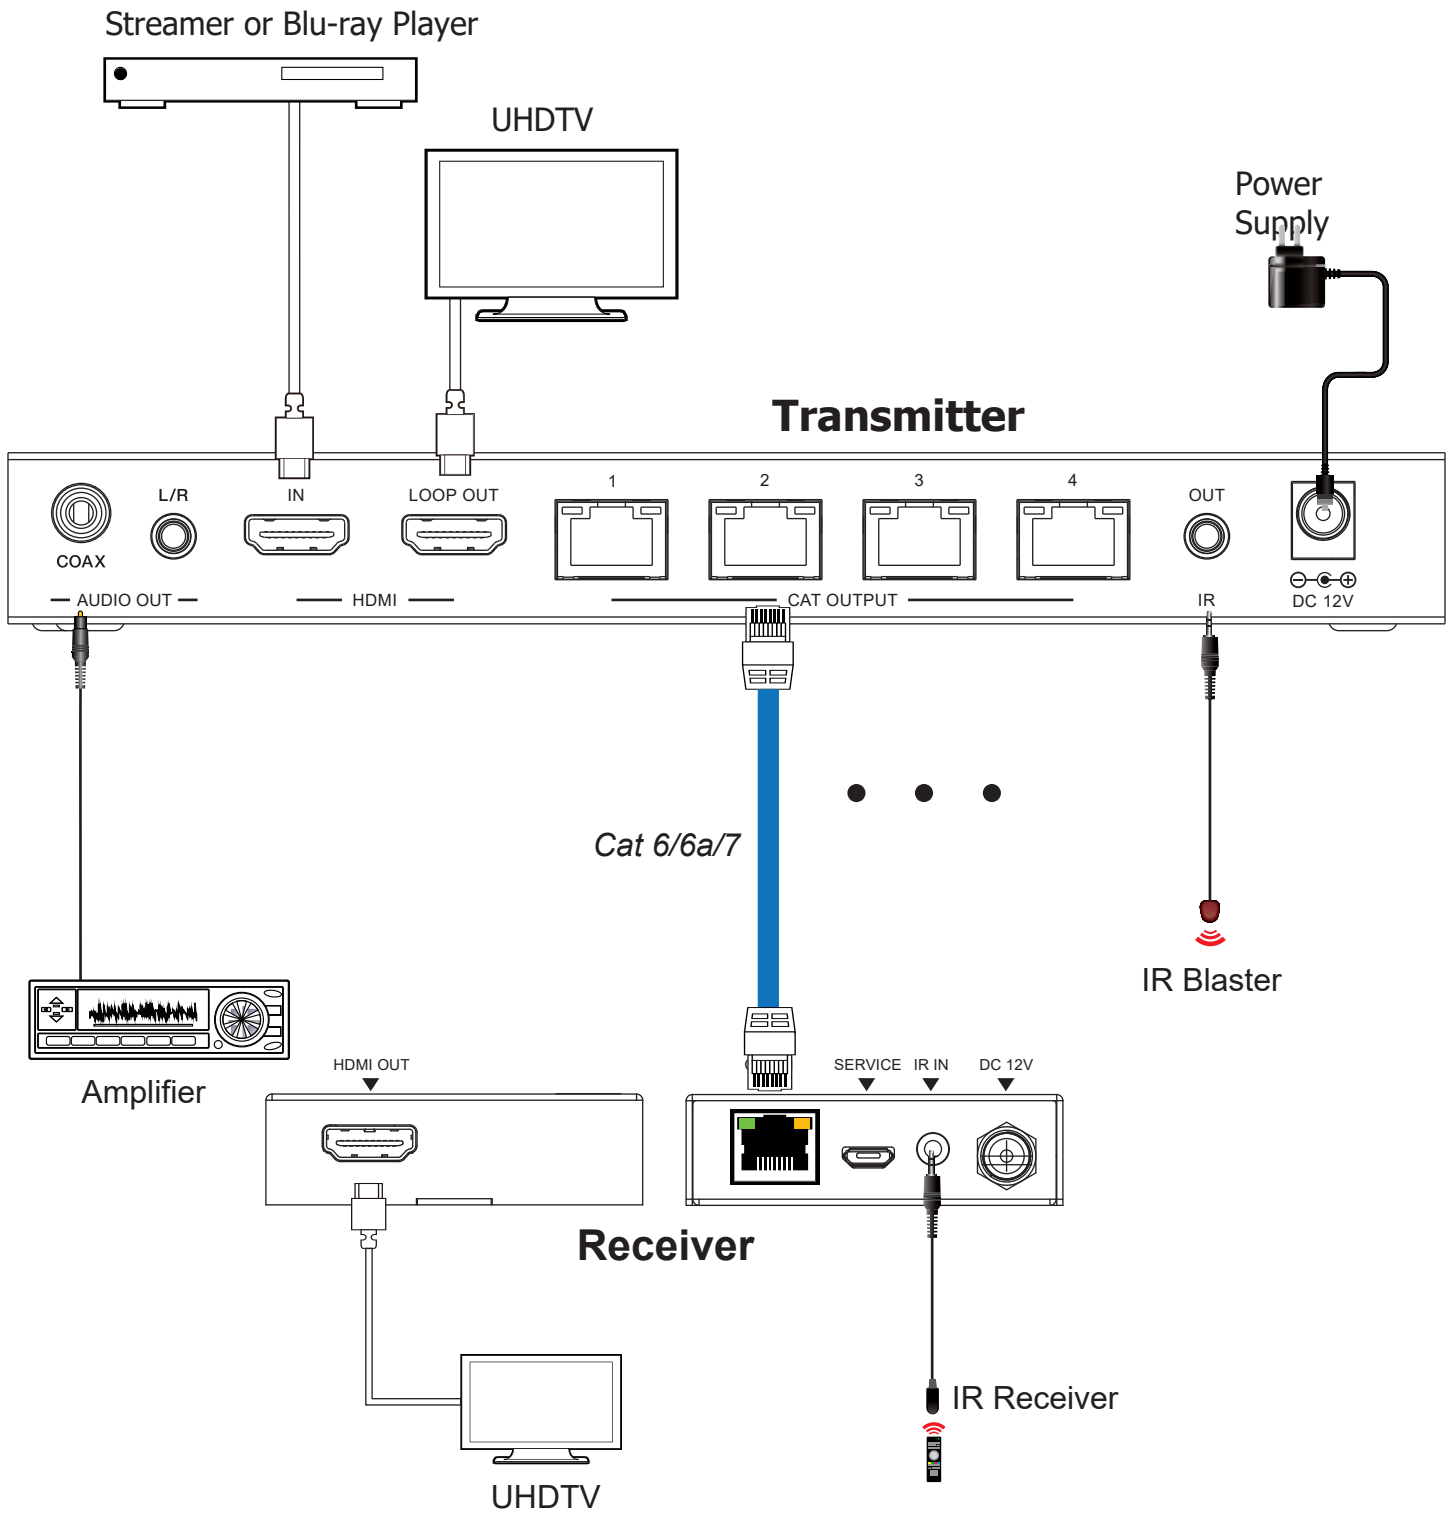 Streamer or Blu-ray Player
UHDTV
Power
Supply
Transmitter
L/R
IN
LOOP OUT
1
2
3
4
OUT
COAX
AUDIO OUT
HDMI
CAT OUTPUT
IR
DC 12V
Cat 6/6a/7
IR Blaster
Amplifier
HDMI OUT
SERVICE
IR IN
DC 12V
Receiver
IR Receiver
UHDTV